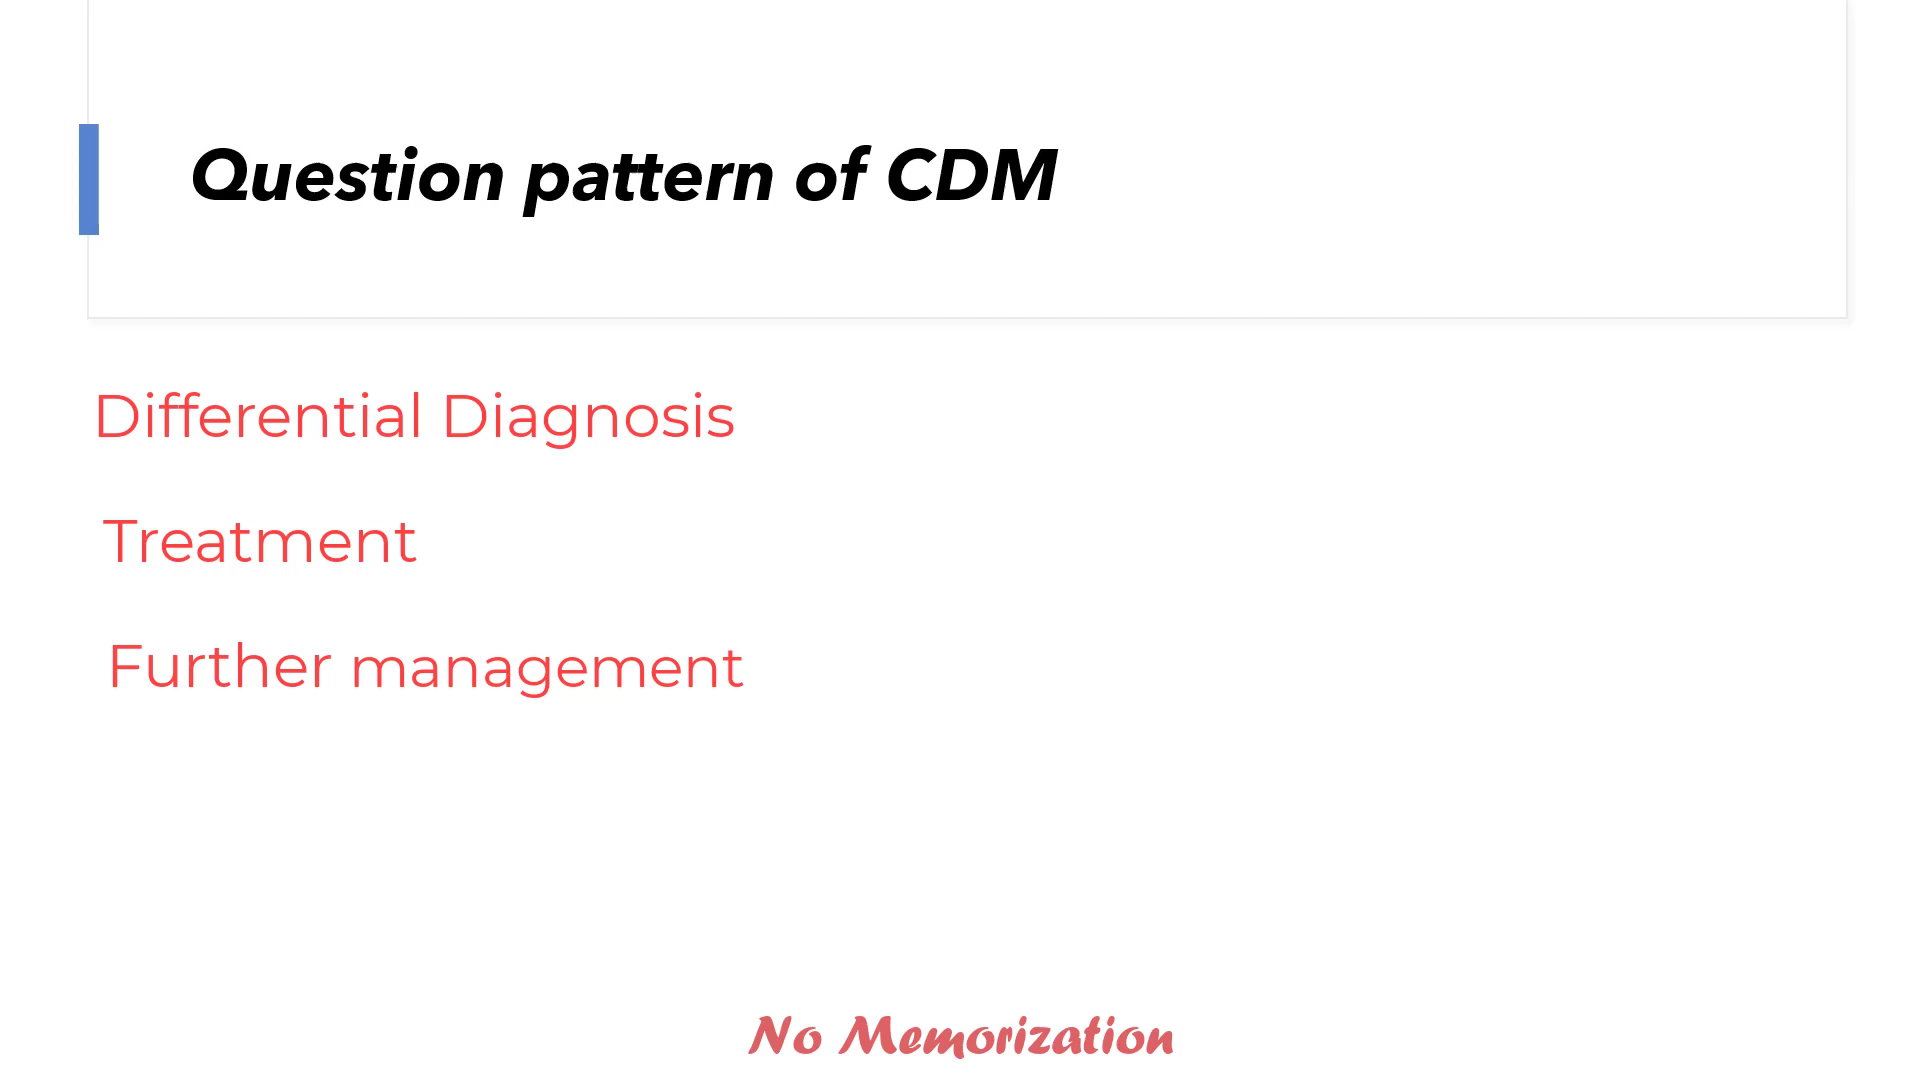 Question pattern of CDM
Differential Diagnosis
Treatment
Further management
No Memorization